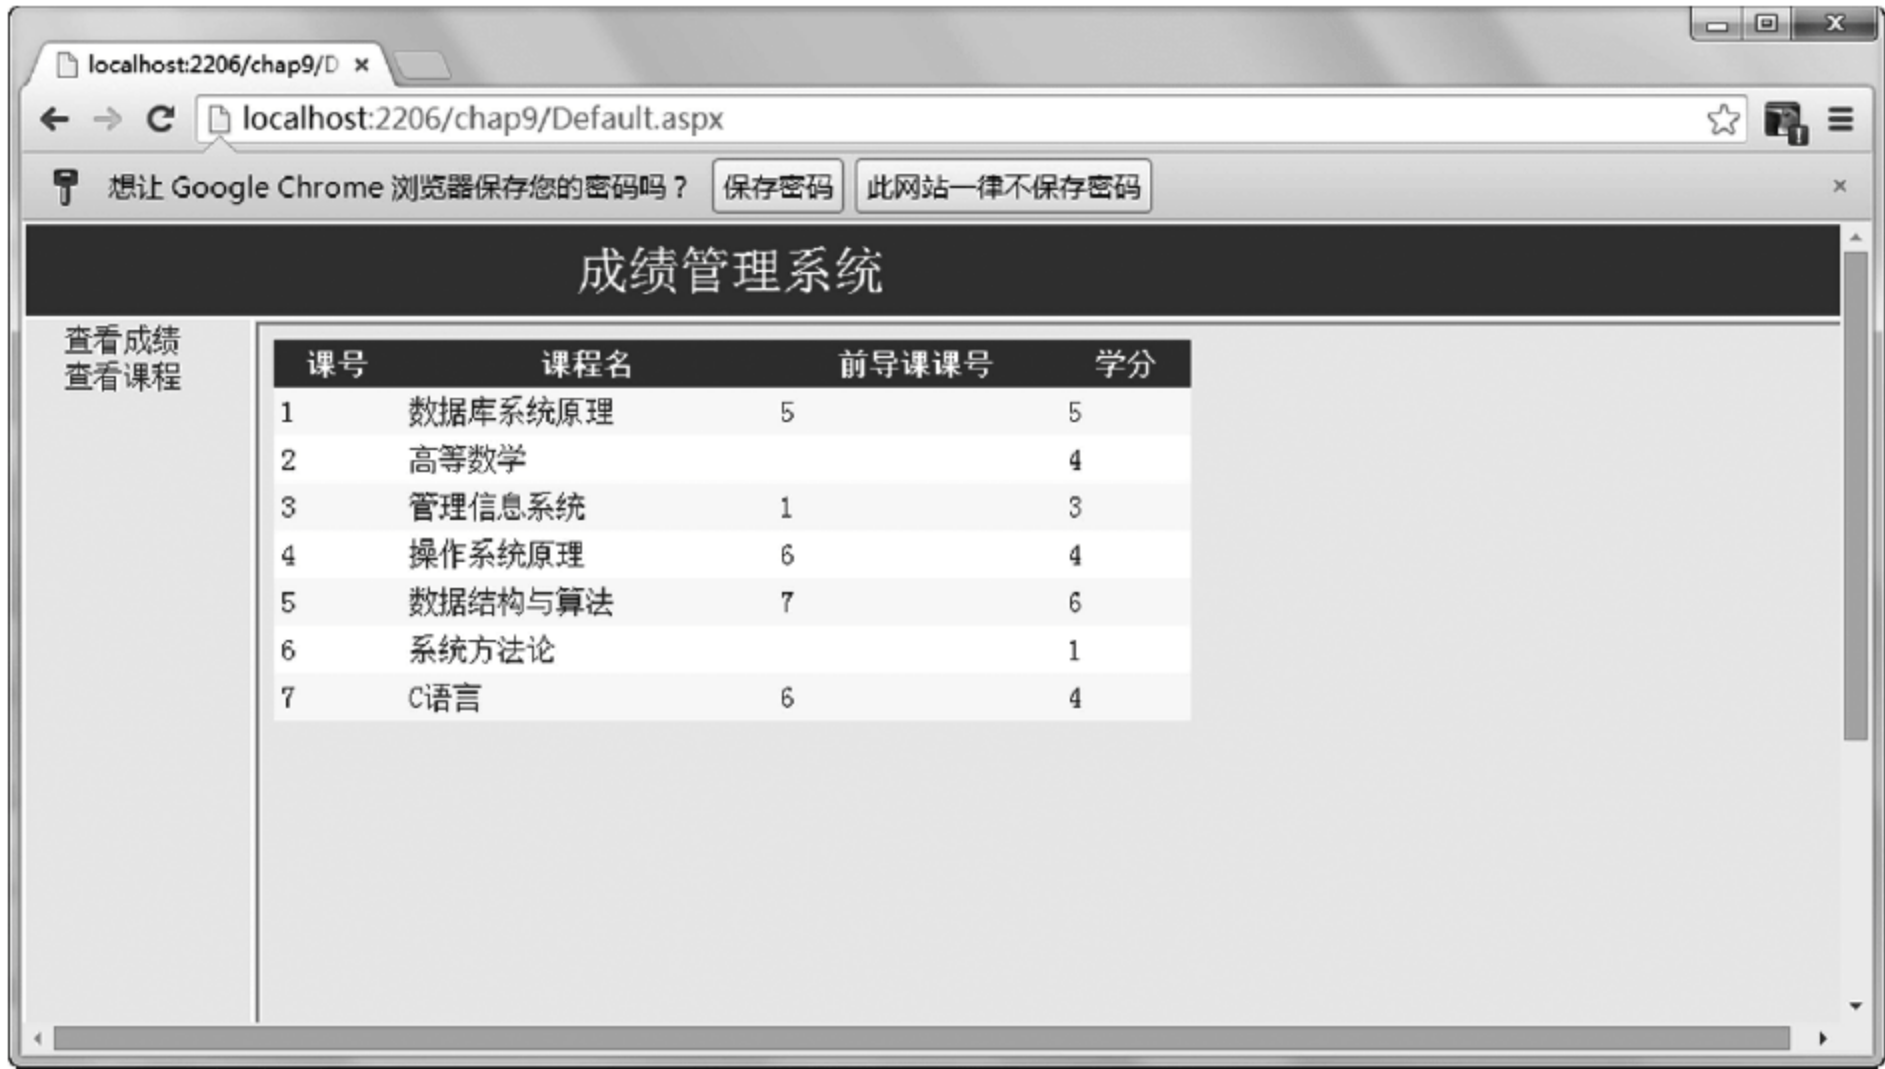 localhost:2206/chap9/D
localhost:2206/chap9/Default.aspx
想让 Google Chrome 浏览器保存您的密码吗？ 保存密码 此网站一律不保存密码
成绩管理系统
查看成绩
查看课程
课号 课程名 前导课课号 学分
1 数据库系统原理 5 5
2 高等数学 4
3 管理信息系统 1 3
4 操作系统原理 6 4
5 数据结构与算法 7 6
6 系统方法论 1
7 C语言 6 4